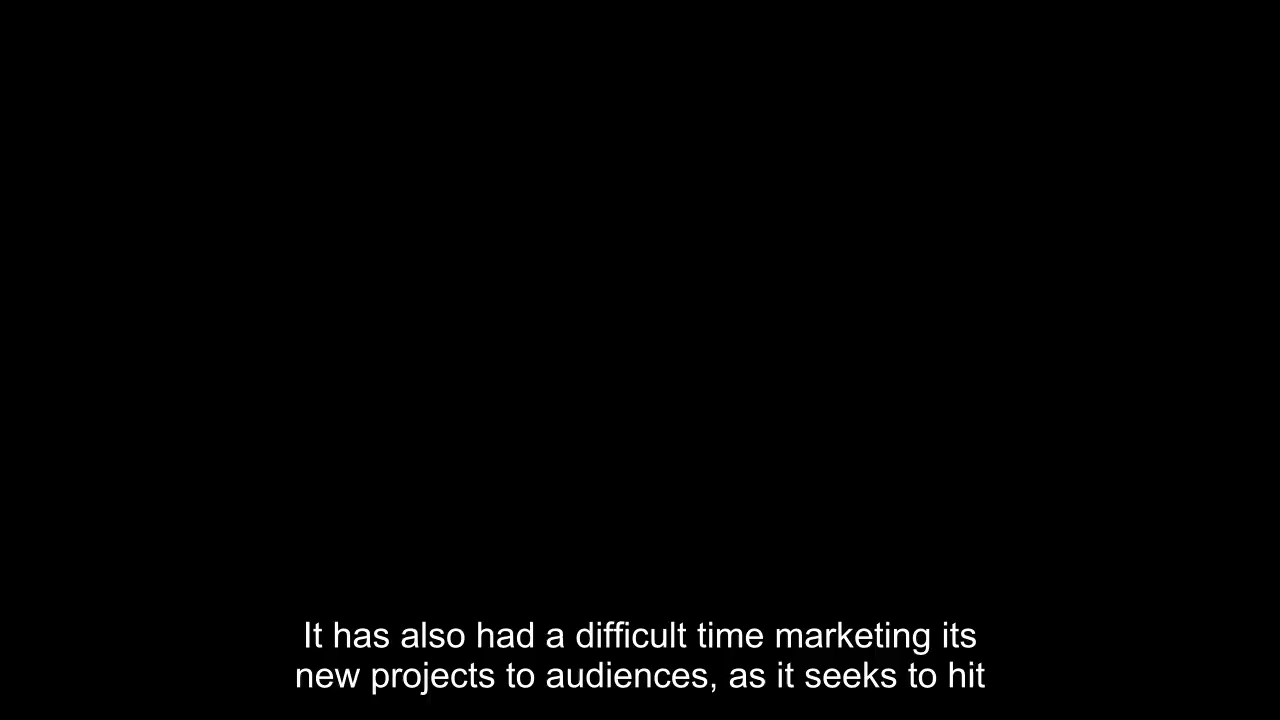 It has also had a difficult time marketing its
new projects to audiences, as it seeks to hit